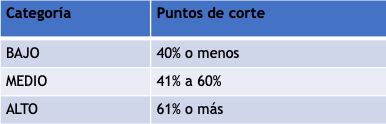 Categoría Puntos de corte
BAJO 40% o menos
MEDIO 41% a 60%
ALTO 61% o más